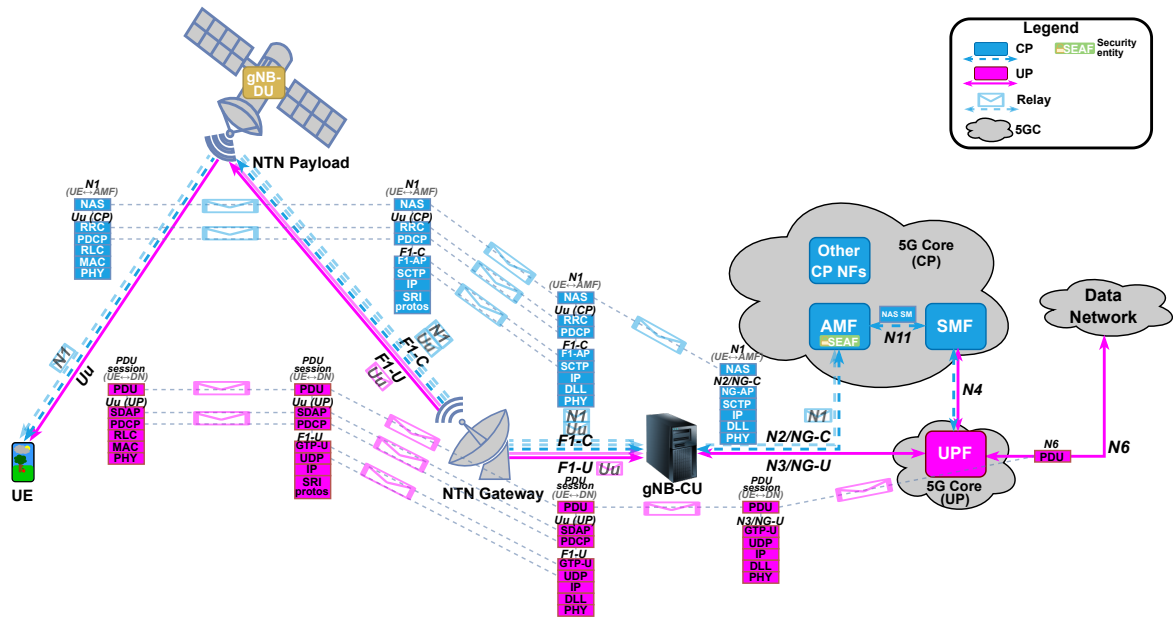 Legend
CP
SEAF
Security
entity
UP
Relay
5GC
gNB-
DU
NTN Payload
N1
(UE↔AMF)
NAS
Uu (CP)
RRC
PDCP
RLC
MAC
PHY
N1
(UE↔AMF)
NAS
Uu (CP)
RRC
PDCP
F1-C
F1-AP
SCTP
IP
SRI
protos
N1
(UE↔AMF)
NAS
Uu (CP)
RRC
PDCP
F1-C
F1-AP
SCTP
IP
DLL
PHY
N1
Uu
N1
(UE↔AMF)
NAS
N2/NG-C
NG-AP
SCTP
IP
DLL
PHY
Other
CP NFs
5G Core
(CP)
AMF
SEAF
NAS SM
N11
SMF
Data
Network
N1
Uu
N1
Uu
F1-C
F1-U
Uu
PDU
session
(UE↔DN)
PDU
Uu (UP)
SDAP
PDCP
RLC
MAC
PHY
PDU
session
(UE↔DN)
PDU
Uu (UP)
SDAP
PDCP
F1-U
GTP-U
UDP
IP
SRI
protos
N4
N1
N2/NG-C
F1-C
F1-U
Uu
N3/NG-U
UPF
5G Core
(UP)
N6
PDU
N6
UE
NTN Gateway
gNB-CU
PDU
session
(UE↔DN)
PDU
Uu (UP)
SDAP
PDCP
F1-U
GTP-U
UDP
IP
DLL
PHY
PDU
session
(UE↔DN)
PDU
N3/NG-U
GTP-U
UDP
IP
DLL
PHY